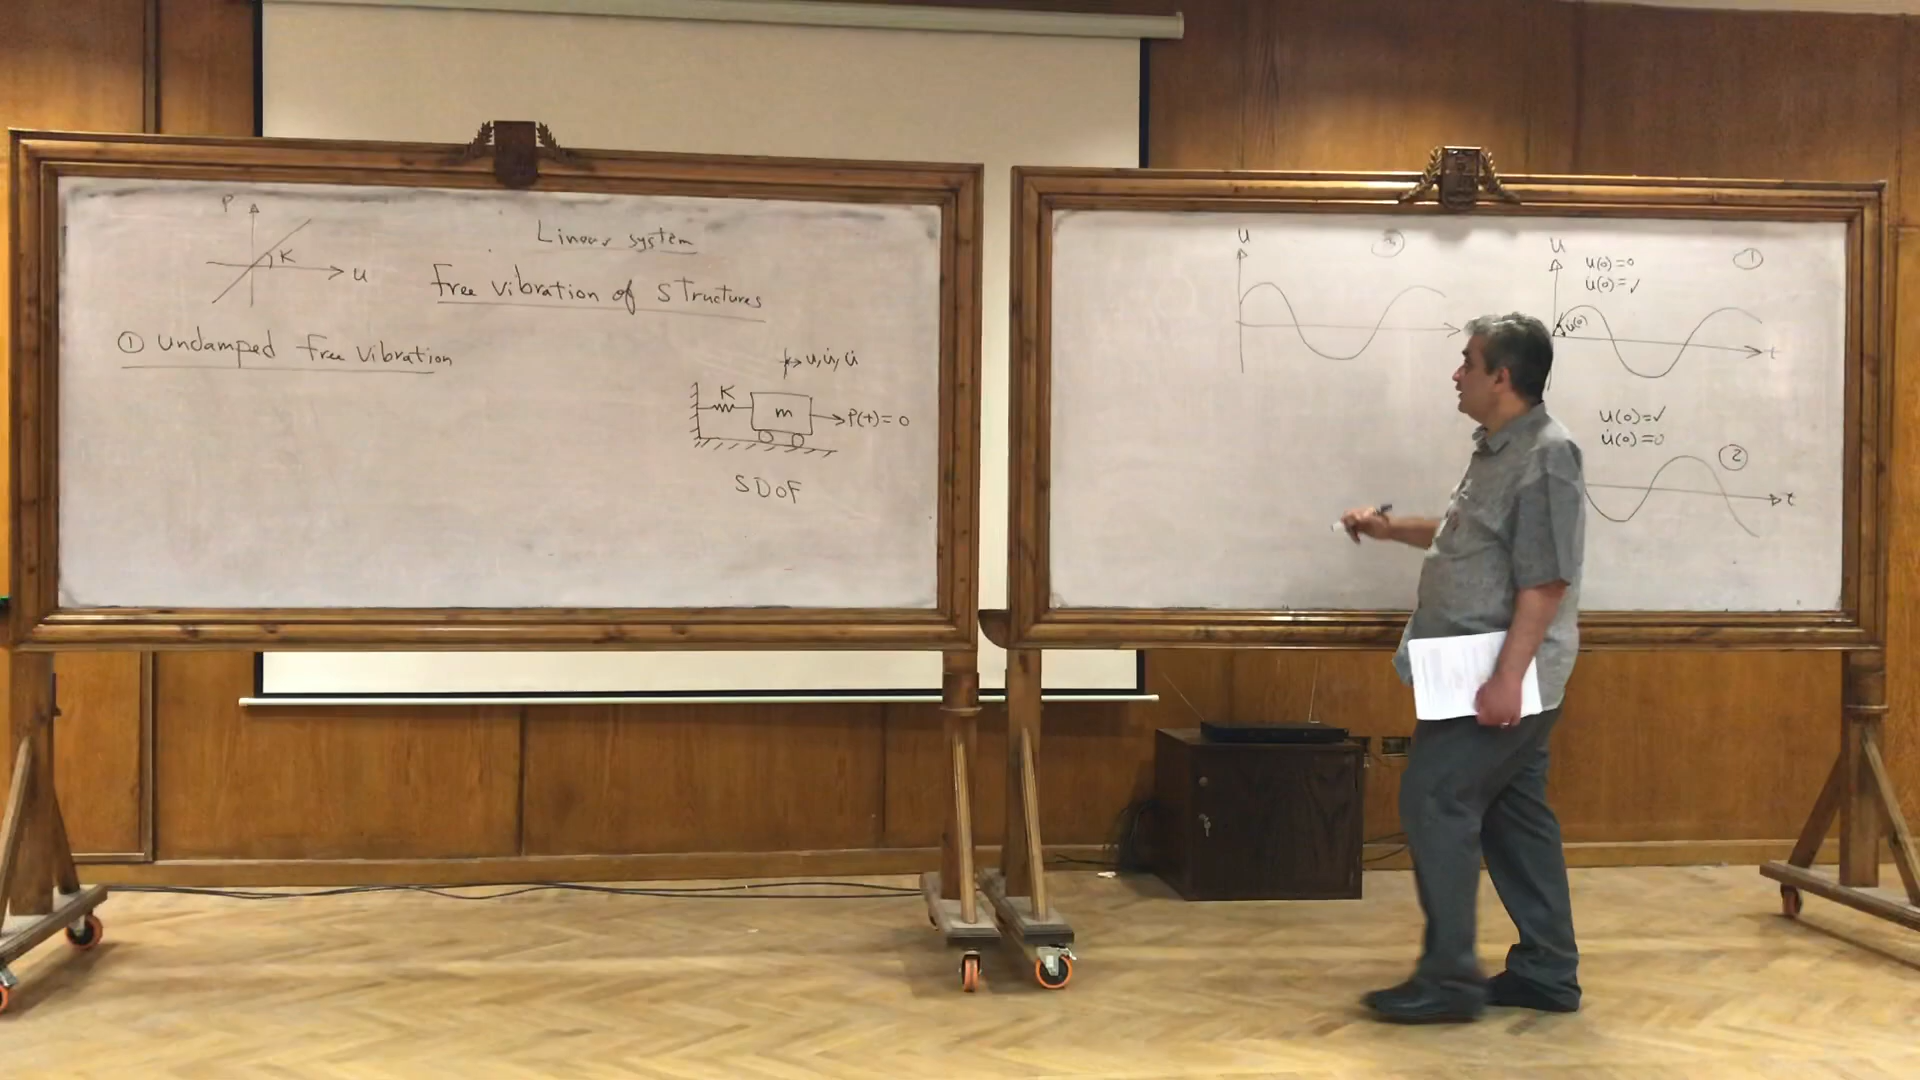 P
K
u
Linear system
Free vibration of structures
① undamped free vibration
u, u̇, ü
K
m
P(t)=0
SDOF
u
③
u
①
u(0)=0
u̇(0)=✓
u̇(0)
t
u(0)=✓
u̇(0)=0
②
t